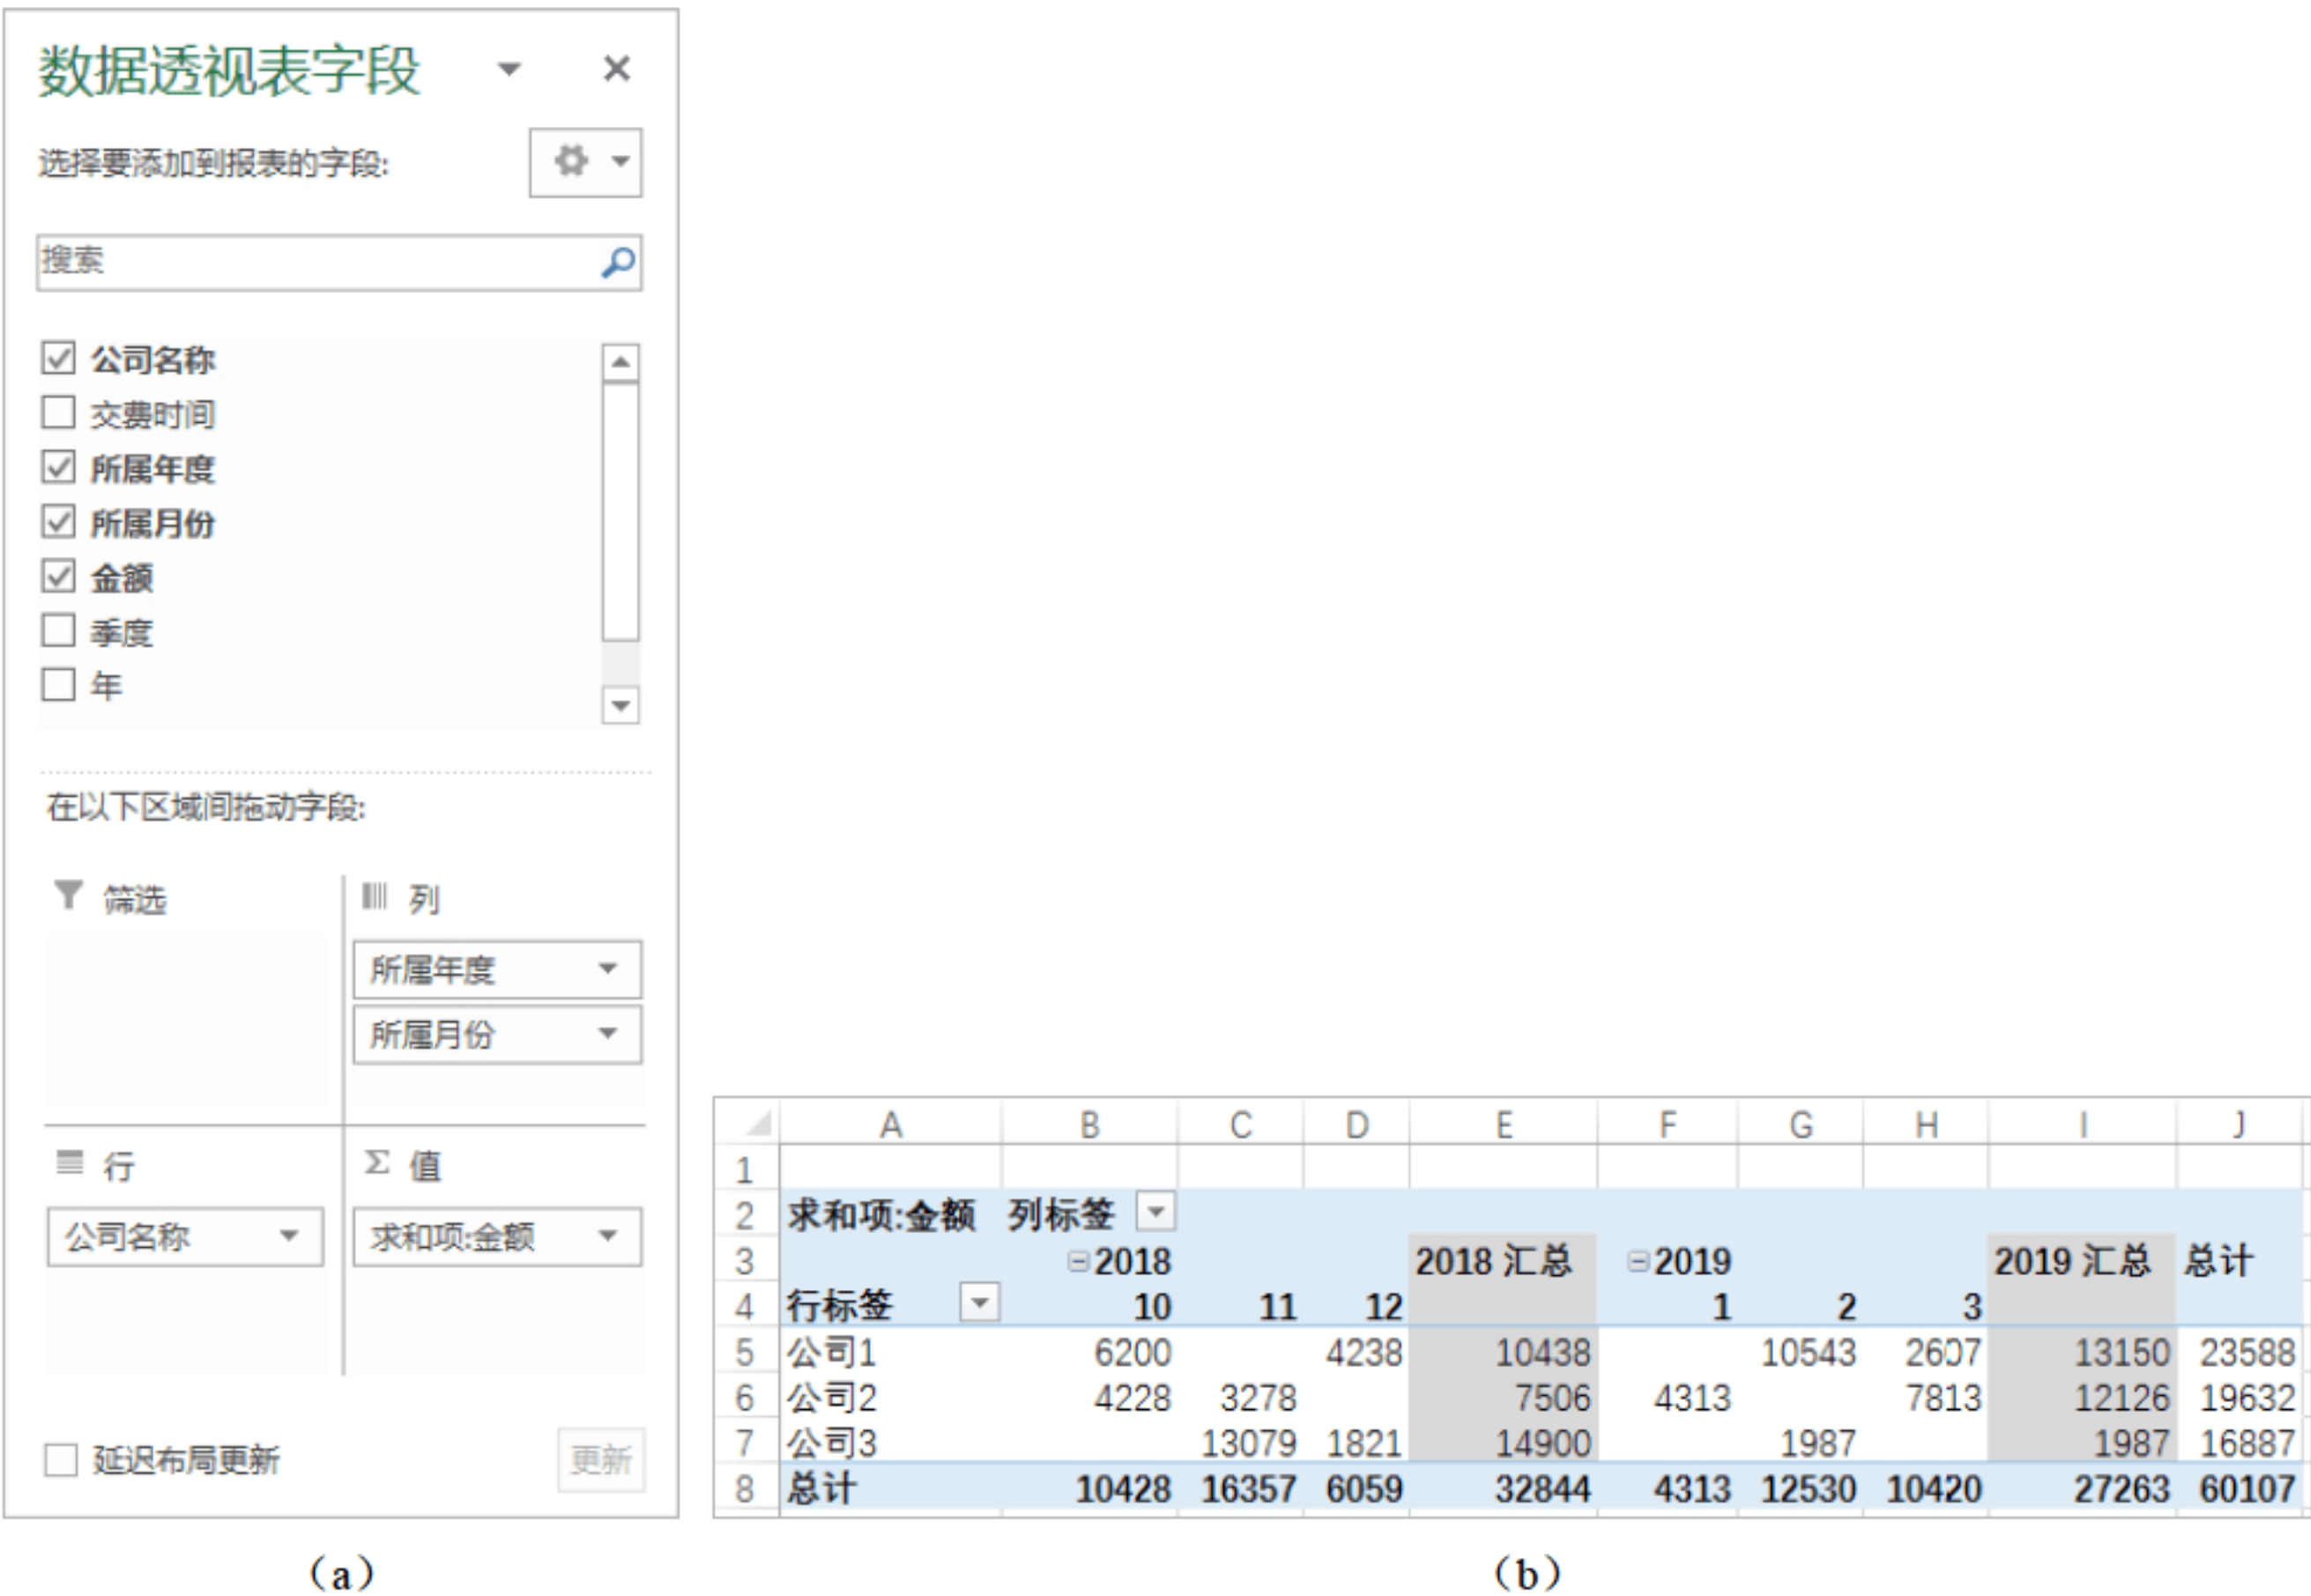 数据透视表字段
选择要添加到报表的字段:
搜索
公司名称
交费时间
所属年度
所属月份
金额
季度
年
在以下区域间拖动字段:
筛选 列
所属年度
所属月份
行 Σ 值
公司名称 求和项:金额
延迟布局更新 更新
(a)
A B C D E F G H I J
1
2 求和项:金额 列标签
3 2018 2018 汇总 2019 2019 汇总 总计
4 行标签 10 11 12 1 2 3
5 公司1 6200 4238 10438 10543 2607 13150 23588
6 公司2 4228 3278 7506 4313 7813 12126 19632
7 公司3 13079 1821 14900 1987 1987 16887
8 总计 10428 16357 6059 32844 4313 12530 10420 27263 60107
(b)